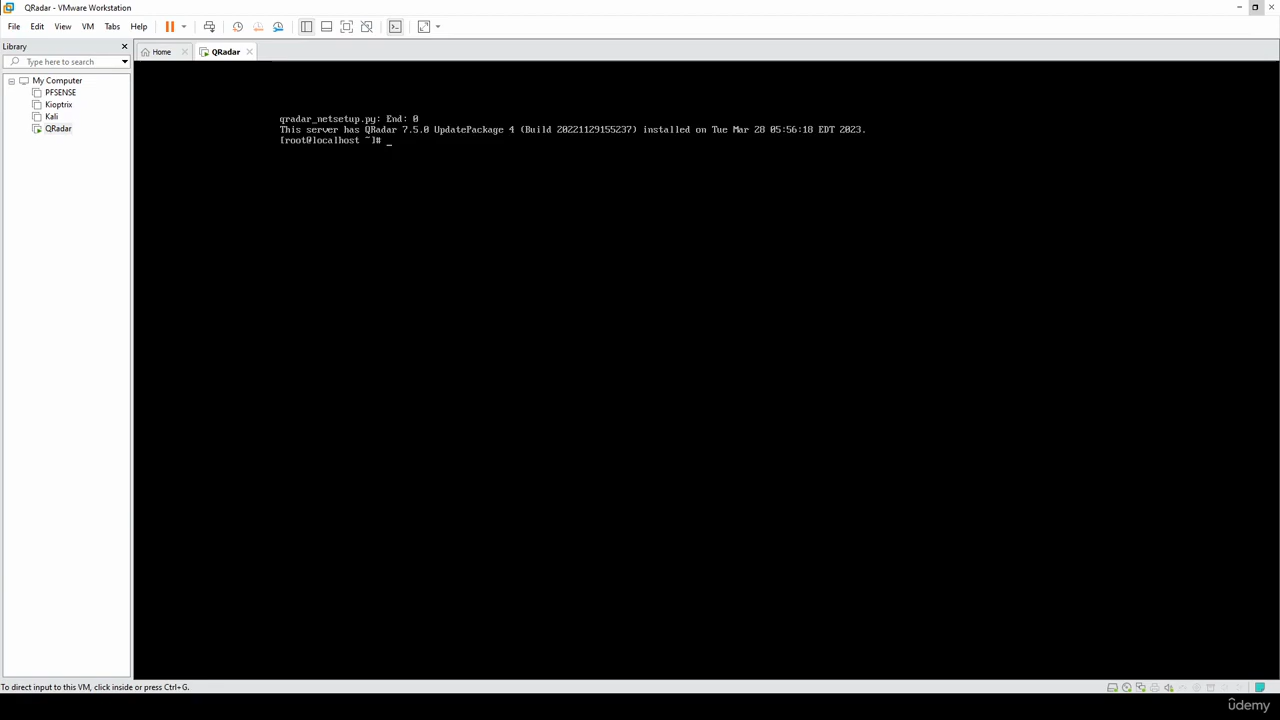 QRadar - VMware Workstation
File Edit View VM Tabs Help
Library
Type here to search
My Computer
PFSENSE
Kioptrix
Kali
QRadar
Home
QRadar
qradar_netsetup.py: End: 0
This server has QRadar 7.5.0 UpdatePackage 4 (Build 20221129155237) installed on Tue Mar 28 05:56:18 EDT 2023.
[root@localhost ~]# _
To direct input to this VM, click inside or press Ctrl+G.
ûdemy